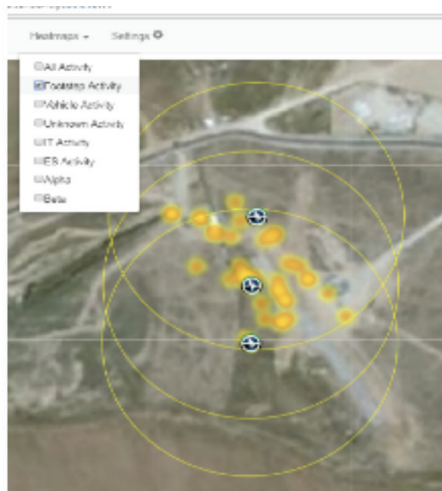 Heatmaps Settings
All Activity
Footstep Activity
Vehicle Activity
Unknown Activity
IT Activity
ES Activity
Alpha
Beta